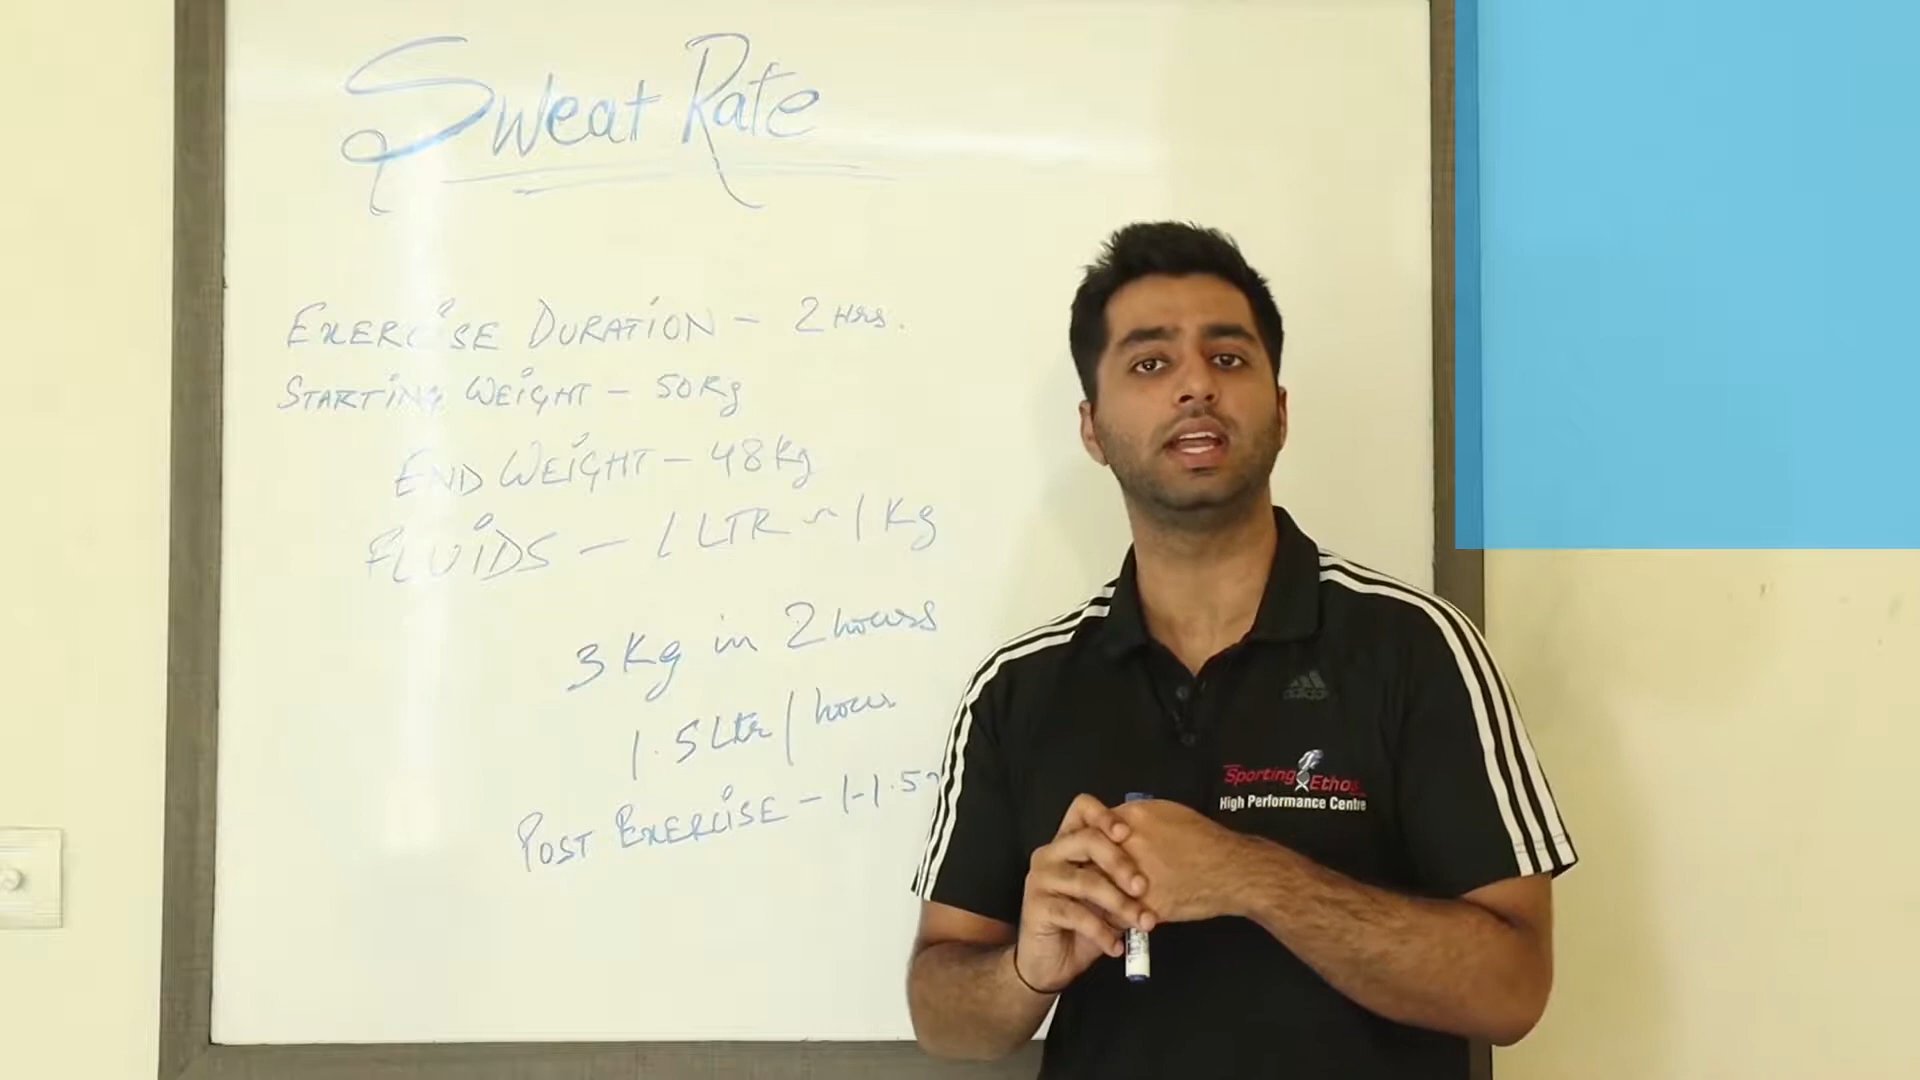 Sweat Rate
EXERCISE DURATION - 2 Hrs.
STARTING WEIGHT - 50Kg
END WEIGHT - 48Kg
FLUIDS - 1 LTR ~ 1 Kg
3 Kg in 2 hours
1.5 Ltr/hour
POST EXERCISE - 1-1.5
adidas
Sporting Ethos
High Performance Centre